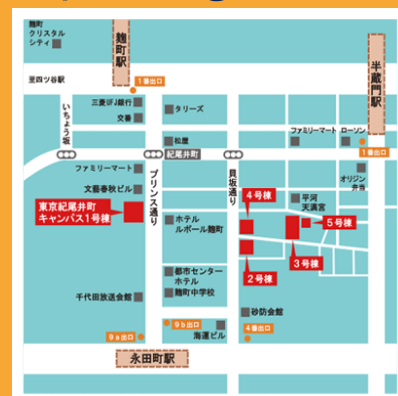 麹町
クリスタル
シティ
麹町駅
半蔵門駅
1番出口
至四ツ谷駅
三菱UFJ銀行
交番
いちょう坂
タリーズ
松屋
紀尾井町
貝坂通り
ファミリーマート
ローソン
1番出口
ファミリーマート
プリンス通り
オリジン
弁当
文藝春秋ビル
4号棟
平河
天満宮
東京紀尾井町
キャンパス1号棟
ホテル
ルポール麹町
5号棟
3号棟
2号棟
都市センター
ホテル
麹町中学校
千代田放送会館
砂防会館
9a出口
9b出口
海運ビル
4番出口
永田町駅